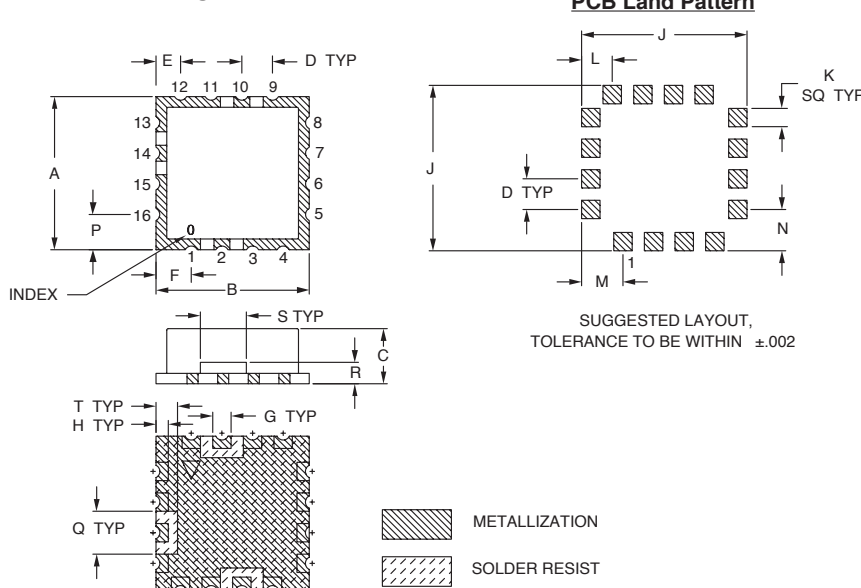 PCB Land Pattern
E
D TYP
12 11 10 9
13
14
15
16
8
7
6
5
A
P
0
1 2 3 4
F
B
INDEX
J
L
K
SQ TYP
J
D TYP
N
1
M
SUGGESTED LAYOUT,
TOLERANCE TO BE WITHIN ±.002
S TYP
C
R
T TYP
H TYP
G TYP
Q TYP
METALLIZATION
SOLDER RESIST